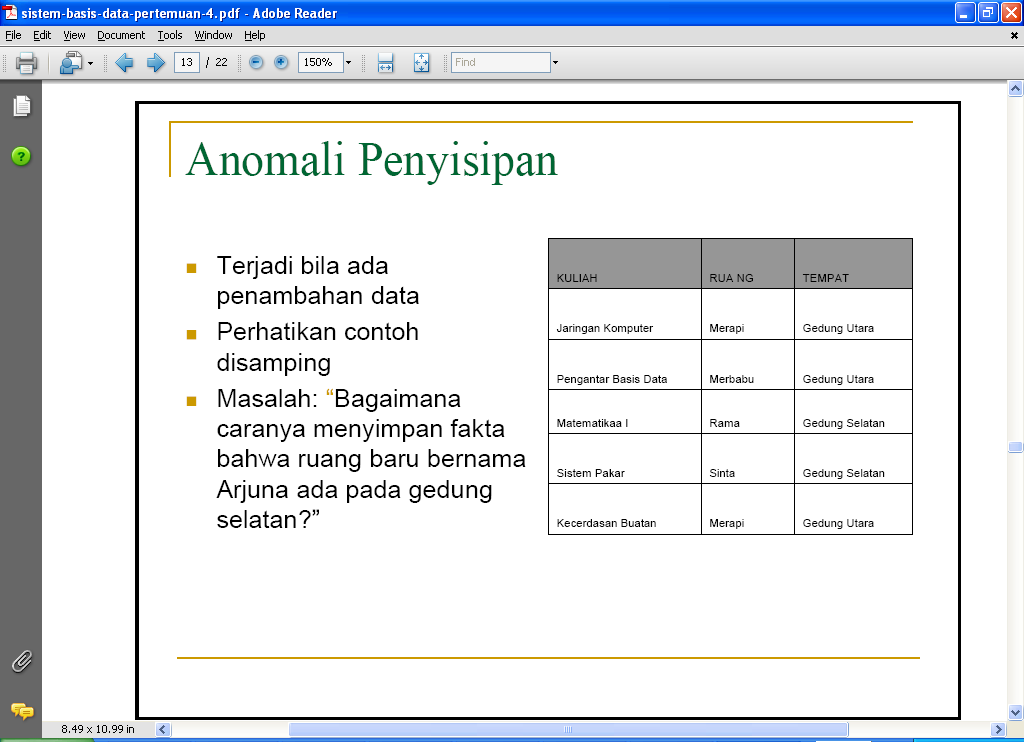 sistem-basis-data-pertemuan-4.pdf - Adobe Reader
File Edit View Document Tools Window Help
13 / 22 150% Find
Anomali Penyisipan
Terjadi bila ada
penambahan data
Perhatikan contoh
disamping
Masalah: “Bagaimana
caranya menyimpan fakta
bahwa ruang baru bernama
Arjuna ada pada gedung
selatan?”
KULIAH RUA NG TEMPAT
Jaringan Komputer Merapi Gedung Utara
Pengantar Basis Data Merbabu Gedung Utara
Matematikaa I Rama Gedung Selatan
Sistem Pakar Sinta Gedung Selatan
Kecerdasan Buatan Merapi Gedung Utara
8.49 x 10.99 in